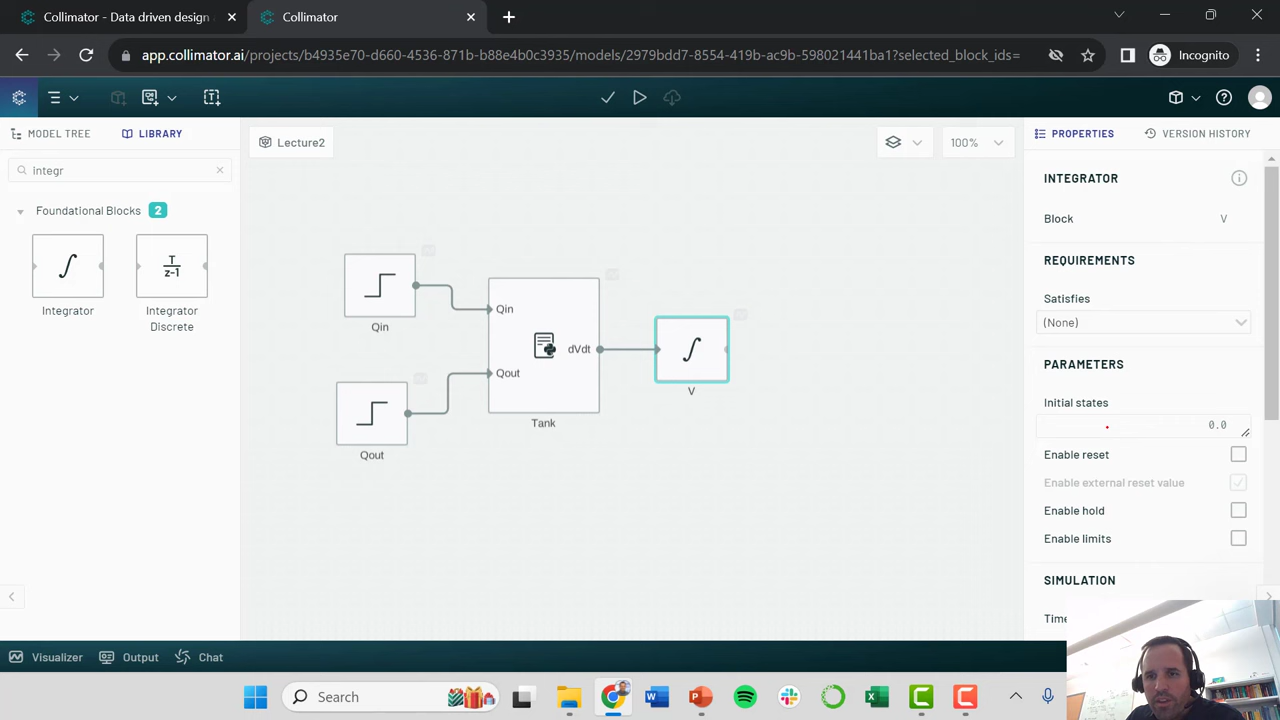 Collimator - Data driven design
Collimator
app.collimator.ai/projects/b4935e70-d660-4536-871b-b88e4b0c3935/models/2979bdd7-8554-419b-ac9b-598021441ba1?selected_block_ids=
Incognito
MODEL TREE
LIBRARY
Lecture2
100%
PROPERTIES
VERSION HISTORY
integr
Foundational Blocks 2
Integrator
T
z-1
Integrator
Discrete
Qin
Qout
Qin
Qout
dVdt
Tank
V
INTEGRATOR
Block V
REQUIREMENTS
Satisfies
(None)
PARAMETERS
Initial states
0.0
Enable reset
Enable external reset value
Enable hold
Enable limits
SIMULATION
Time
Visualizer
Output
Chat
Search